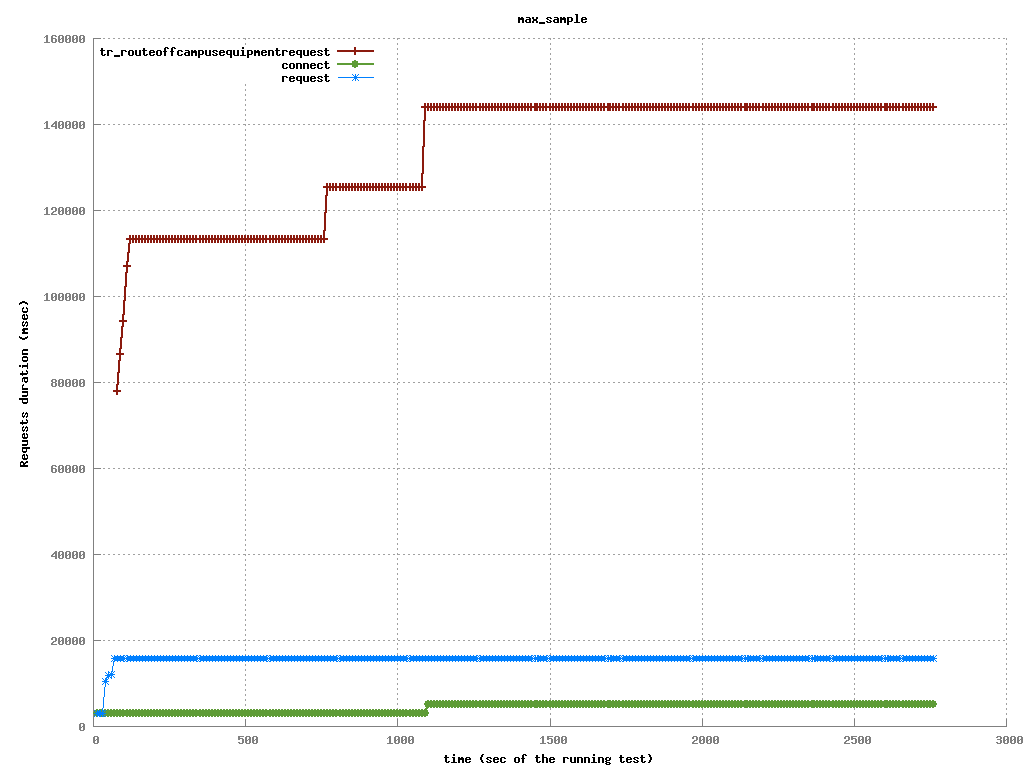 max_sample
160000
tr_routeoffcampusequipmentrequest
connect
request
140000
120000
100000
80000
60000
40000
20000
0
Requests duration (msec)
0 500 1000 1500 2000 2500 3000
time (sec of the running test)